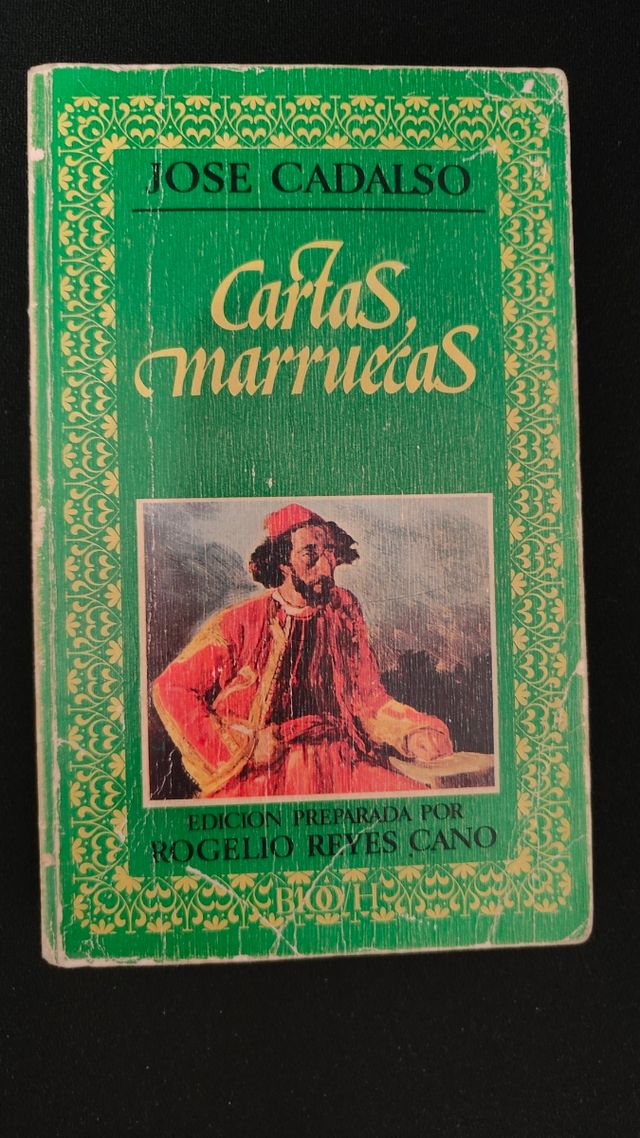 JOSE CADALSO
Cartas
marruecas
EDICION PREPARADA POR
ROGELIO REYES CANO